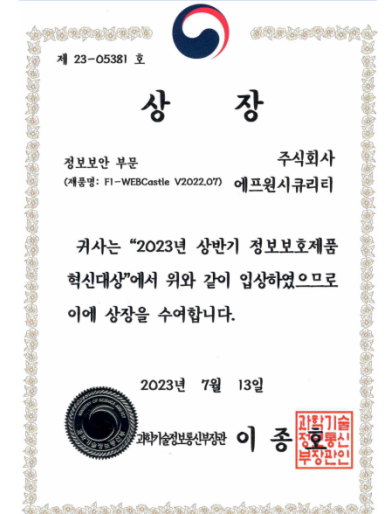 제 23-05381 호
상 장
정보보안 부문 주식회사
(제품명: F1-WEBCastle V2022.07) 에프원시큐리티
귀사는 “2023년 상반기 정보보호제품
혁신대상”에서 위와 같이 입상하였으므로
이에 상장을 수여합니다.
2023년 7월 13일
과학기술정보통신부장관 이 종 호
과학기술
정보통신
부장관인